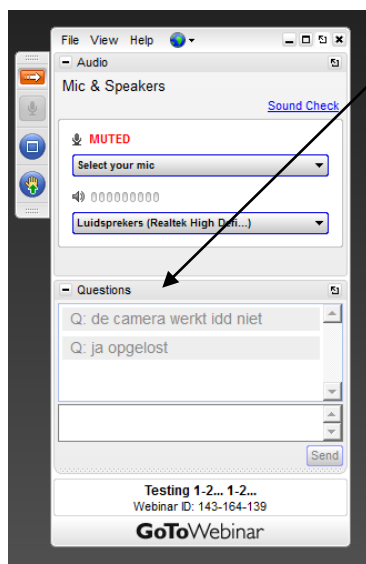 File View Help
Audio
Mic & Speakers
Sound Check
MUTED
Select your mic
Luidsprekers (Realtek High Defi...)
Questions
Q: de camera werkt idd niet
Q: ja opgelost
Send
Testing 1-2... 1-2...
Webinar ID: 143-164-139
GoToWebinar